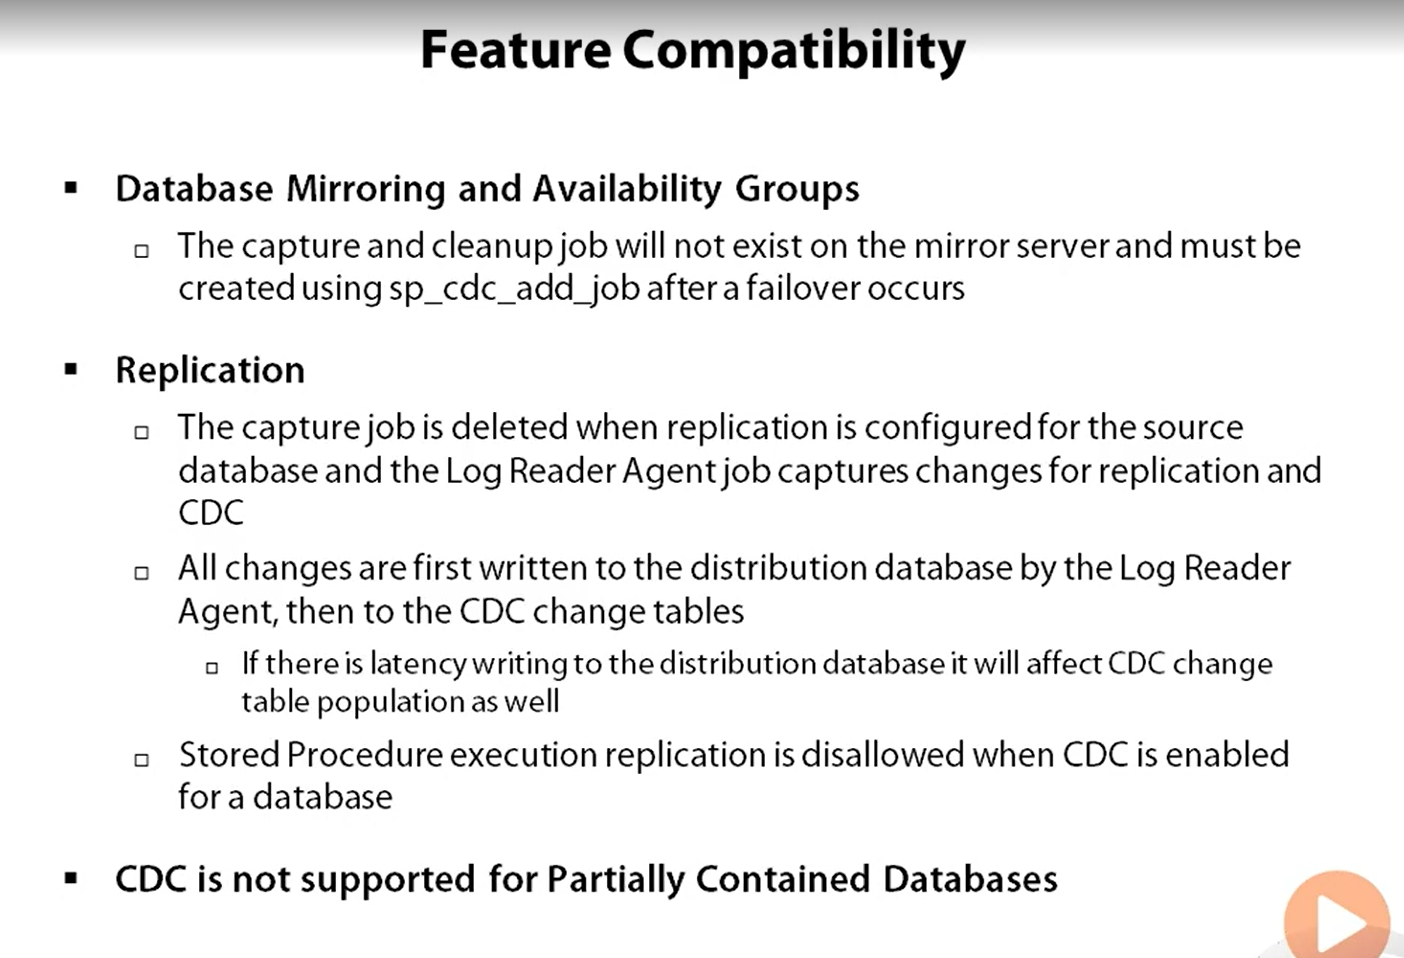 Feature Compatibility
Database Mirroring and Availability Groups
The capture and cleanup job will not exist on the mirror server and must be
created using sp_cdc_add_job after a failover occurs
Replication
The capture job is deleted when replication is configured for the source
database and the Log Reader Agent job captures changes for replication and
CDC
All changes are first written to the distribution database by the Log Reader
Agent, then to the CDC change tables
If there is latency writing to the distribution database it will affect CDC change
table population as well
Stored Procedure execution replication is disallowed when CDC is enabled
for a database
CDC is not supported for Partially Contained Databases